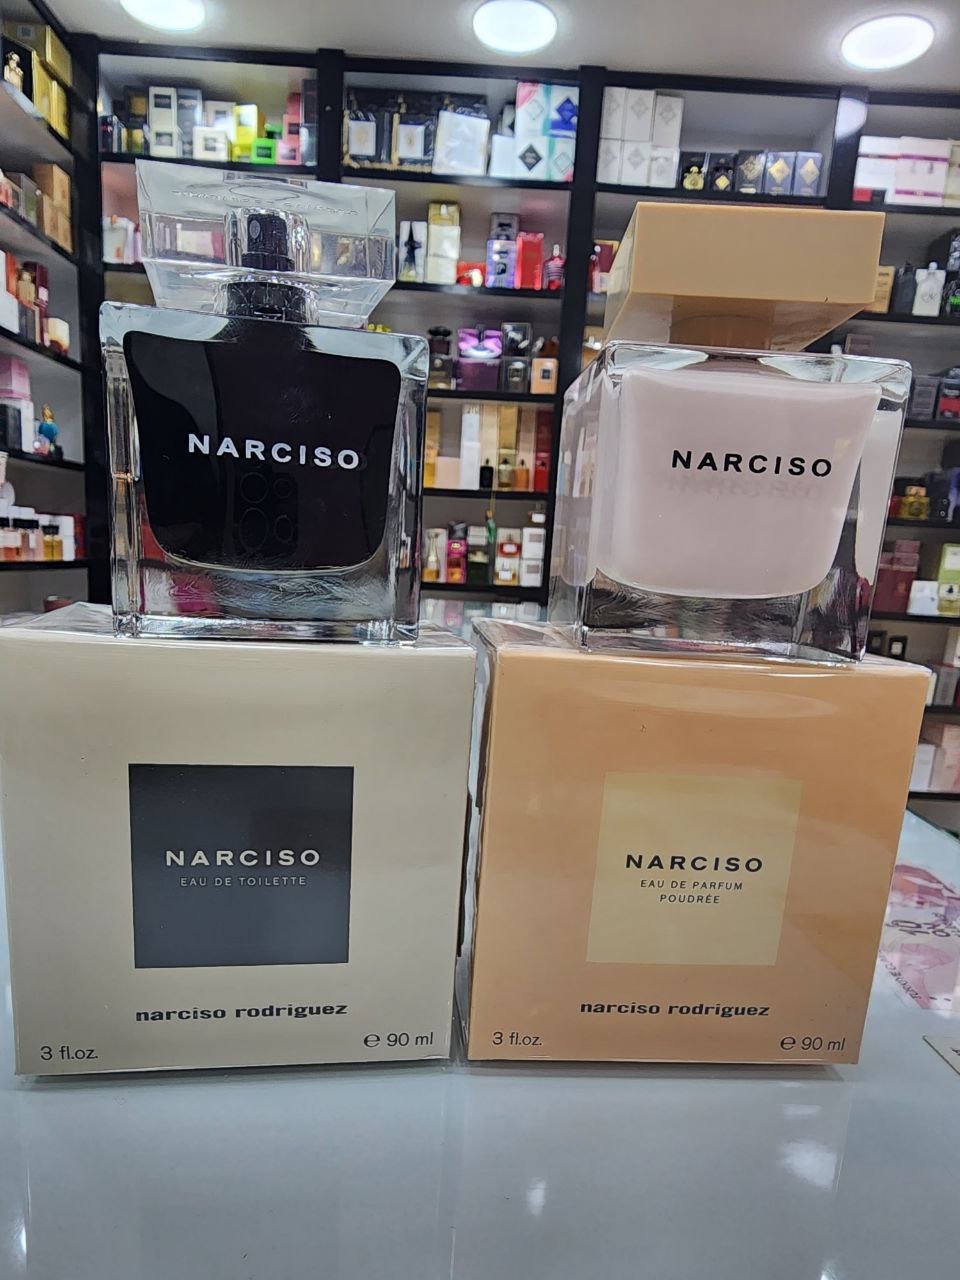 NARCISO
NARCISO
NARCISO
EAU DE TOILETTE
narciso rodriguez
3 fl.oz.
e 90 ml
NARCISO
EAU DE PARFUM
POUDRÉE
narciso rodriguez
3 fl.oz.
e 90 ml